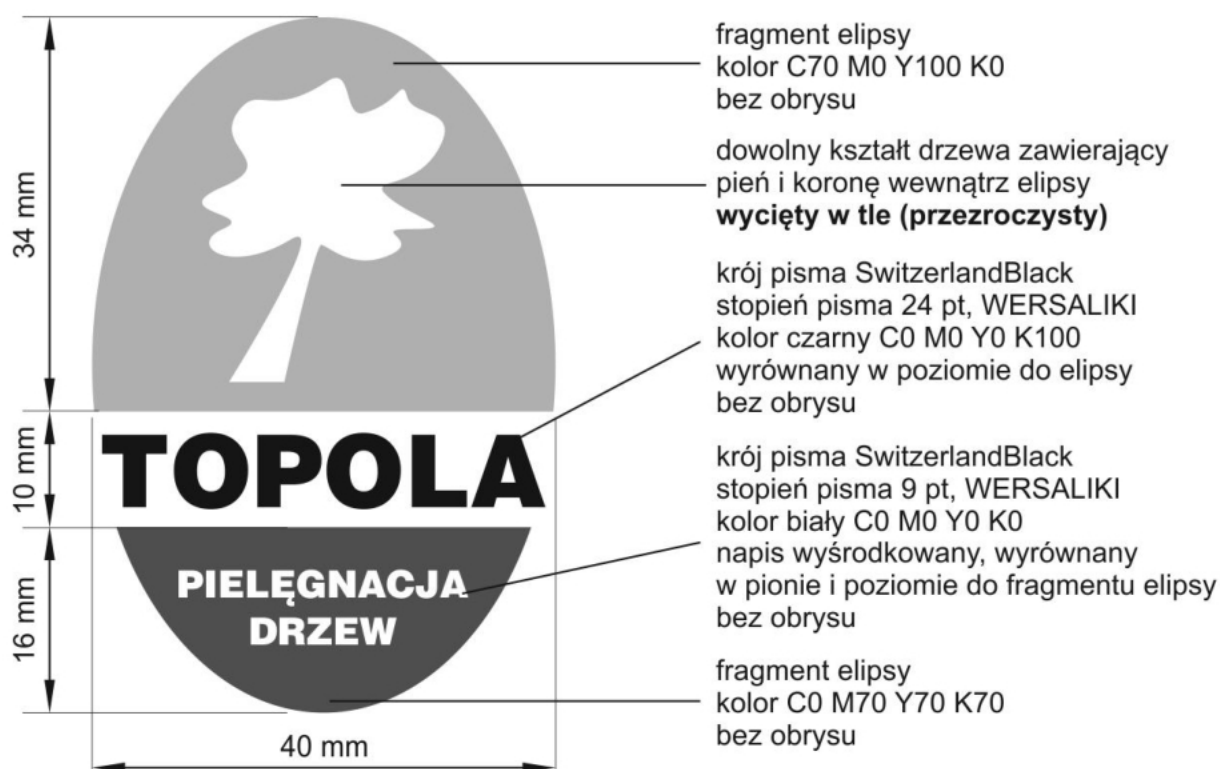 34 mm
10 mm
16 mm
40 mm
TOPOLA
PIELĘGNACJA
DRZEW
fragment elipsy
kolor C70 M0 Y100 K0
bez obrysu
dowolny kształt drzewa zawierający
pień i koronę wewnątrz elipsy
wycięty w tle (przezroczysty)
krój pisma SwitzerlandBlack
stopień pisma 24 pt, WERSALIKI
kolor czarny C0 M0 Y0 K100
wyrównany w poziomie do elipsy
bez obrysu
krój pisma SwitzerlandBlack
stopień pisma 9 pt, WERSALIKI
kolor biały C0 M0 Y0 K0
napis wyśrodkowany, wyrównany
w pionie i poziomie do fragmentu elipsy
bez obrysu
fragment elipsy
kolor C0 M70 Y70 K70
bez obrysu